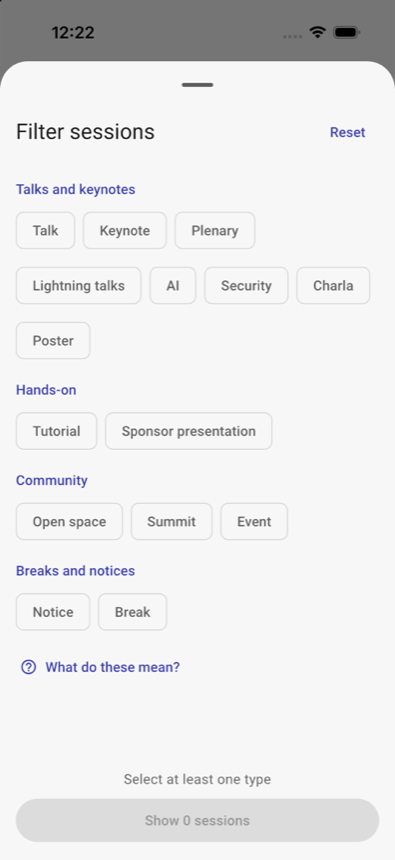 12:22
Filter sessions
Reset
Talks and keynotes
Talk Keynote Plenary
Lightning talks AI Security Charla
Poster
Hands-on
Tutorial Sponsor presentation
Community
Open space Summit Event
Breaks and notices
Notice Break
What do these mean?
Select at least one type
Show 0 sessions